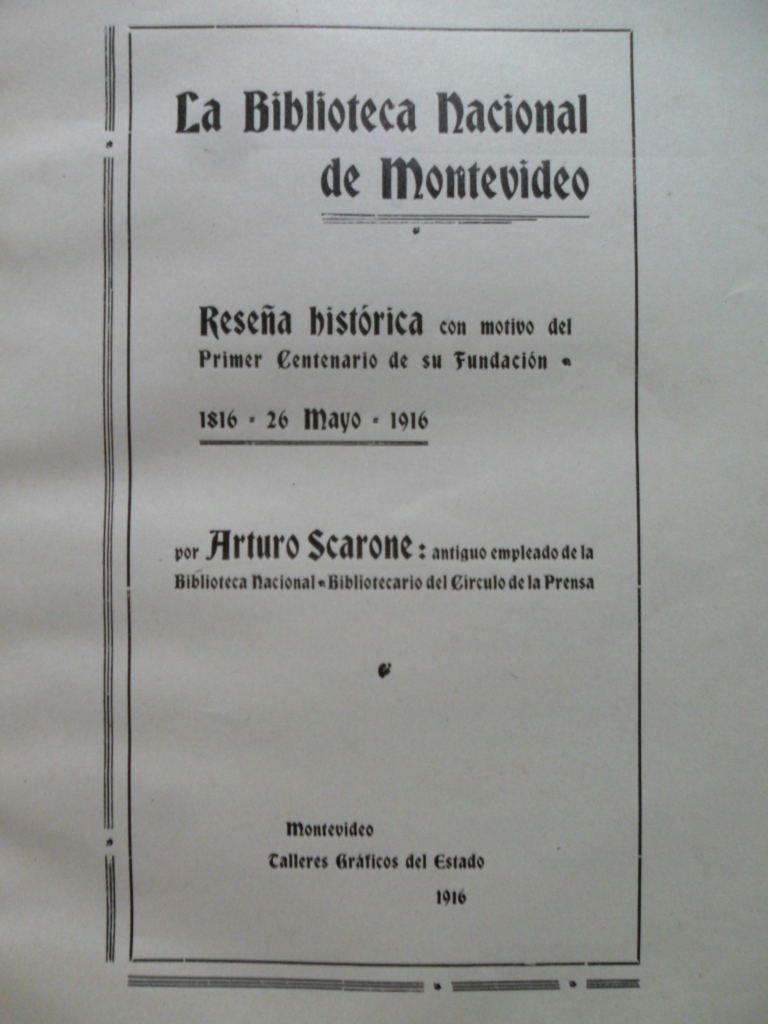 La Biblioteca Nacional
de Montevideo
Reseña histórica con motivo del
Primer Centenario de su Fundación
1816 - 26 Mayo - 1916
por Arturo Scarone: antiguo empleado de la
Biblioteca Nacional - Bibliotecario del Círculo de la Prensa
Montevideo
Talleres Gráficos del Estado
1916